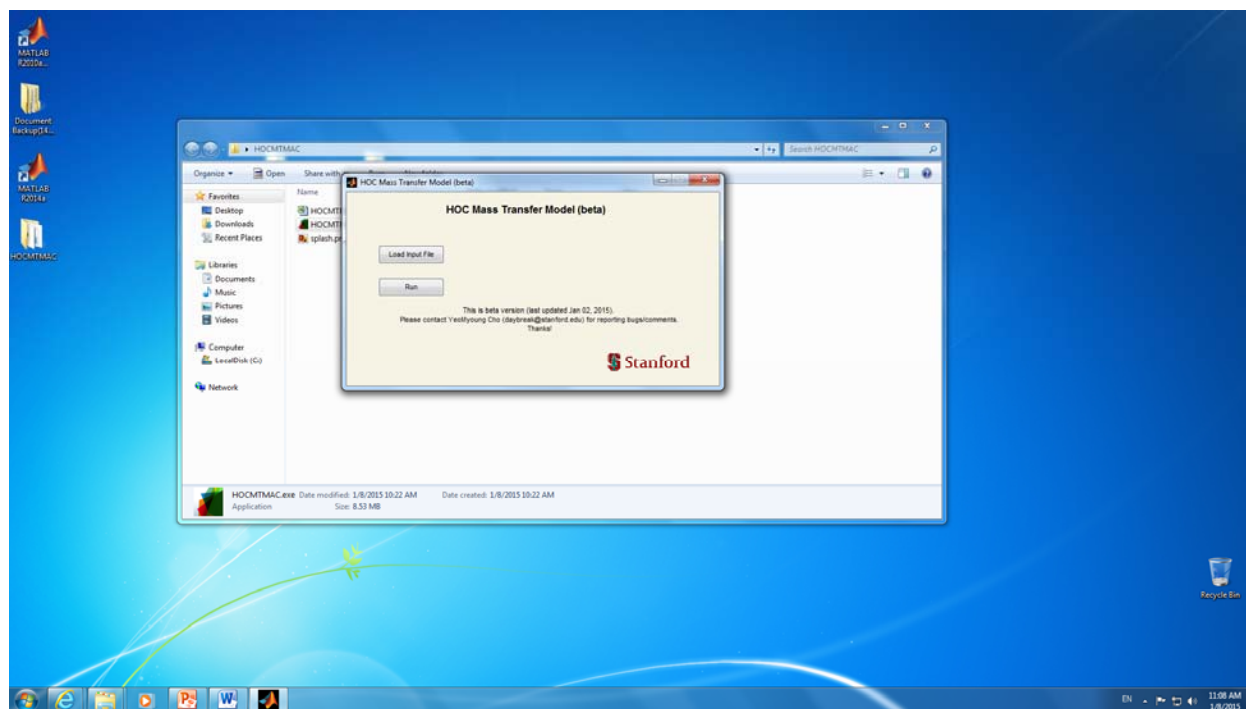 MATLAB
R2010a...
Document
Backup(14...
MATLAB
R2014a
HOCMTMAC
HOCMTMAC
Search HOCMTMAC
Organize
Open
Share with
HOC Mass Transfer Model (beta)
Favorites
Desktop
Downloads
Recent Places
Libraries
Documents
Music
Pictures
Videos
Computer
LocalDisk (C:)
Network
Name
HOCMT
HOCMT
splash.pn
HOC Mass Transfer Model (beta)
Load Input File
Run
This is beta version (last updated Jan 02, 2015).
Please contact YeoMyoung Cho (daybreak@stanford.edu) for reporting bugs/comments.
Thanks!
Stanford
HOCMTMAC.exe Date modified: 1/8/2015 10:22 AM Date created: 1/8/2015 10:22 AM
Application Size: 8.53 MB
Recycle Bin
EN
11:08 AM
1/8/2015